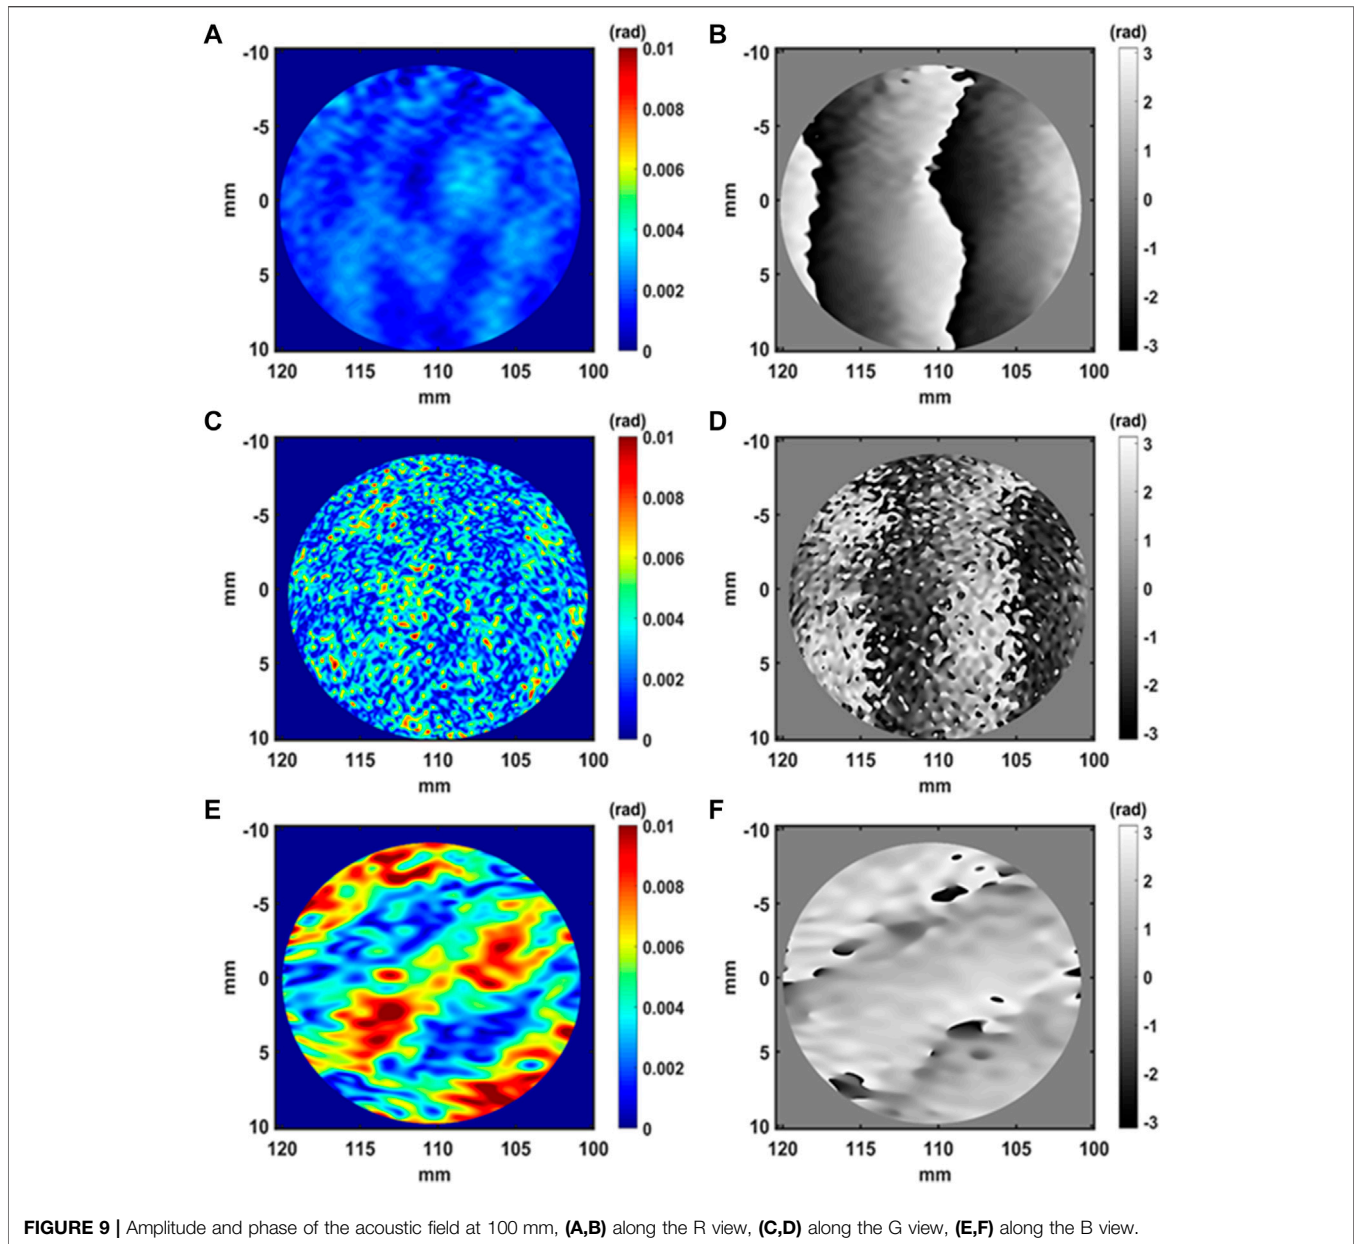 A
(rad)
B
(rad)
-10
-5
0
5
10
mm
120 115 110 105 100
mm
0.01
0.008
0.006
0.004
0.002
0
-10
-5
0
5
10
mm
120 115 110 105 100
mm
3
2
1
0
-1
-2
-3
C
(rad)
D
(rad)
-10
-5
0
5
10
mm
120 115 110 105 100
mm
0.01
0.008
0.006
0.004
0.002
0
-10
-5
0
5
10
mm
120 115 110 105 100
mm
3
2
1
0
-1
-2
-3
E
(rad)
F
(rad)
-10
-5
0
5
10
mm
120 115 110 105 100
mm
0.01
0.008
0.006
0.004
0.002
0
-10
-5
0
5
10
mm
120 115 110 105 100
mm
3
2
1
0
-1
-2
-3
FIGURE 9 | Amplitude and phase of the acoustic field at 100 mm, (A,B) along the R view, (C,D) along the G view, (E,F) along the B view.